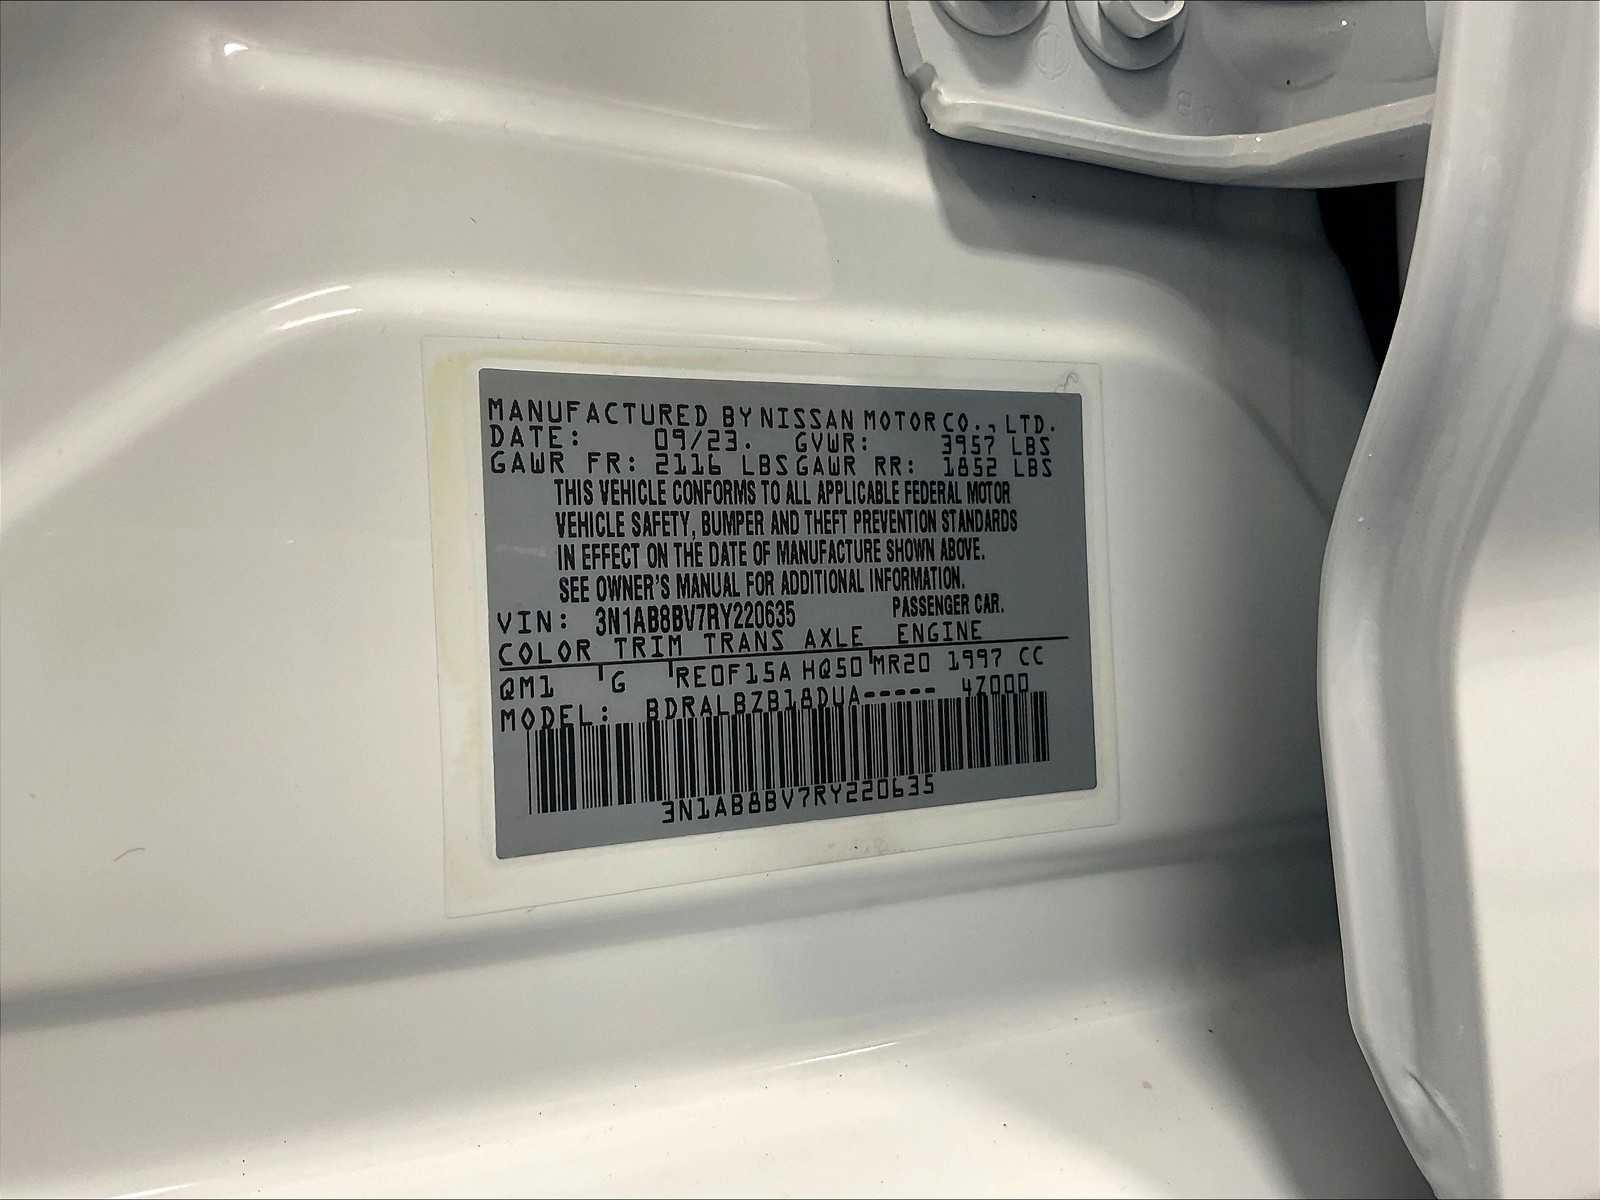 MANUFACTURED BY NISSAN MOTOR CO., LTD.
DATE: 09/23. GVWR: 3957 LBS
GAWR FR: 2116 LBS GAWR RR: 1852 LBS
THIS VEHICLE CONFORMS TO ALL APPLICABLE FEDERAL MOTOR
VEHICLE SAFETY, BUMPER AND THEFT PREVENTION STANDARDS
IN EFFECT ON THE DATE OF MANUFACTURE SHOWN ABOVE.
SEE OWNER'S MANUAL FOR ADDITIONAL INFORMATION.
VIN: 3N1AB8BV7RY220635 PASSENGER CAR.
COLOR TRIM TRANS AXLE ENGINE
QM1 G RE0F15A HQ50 MR20 1997 CC
MODEL: BDRALBZB18DUA----- 4Z000
3N1AB8BV7RY220635